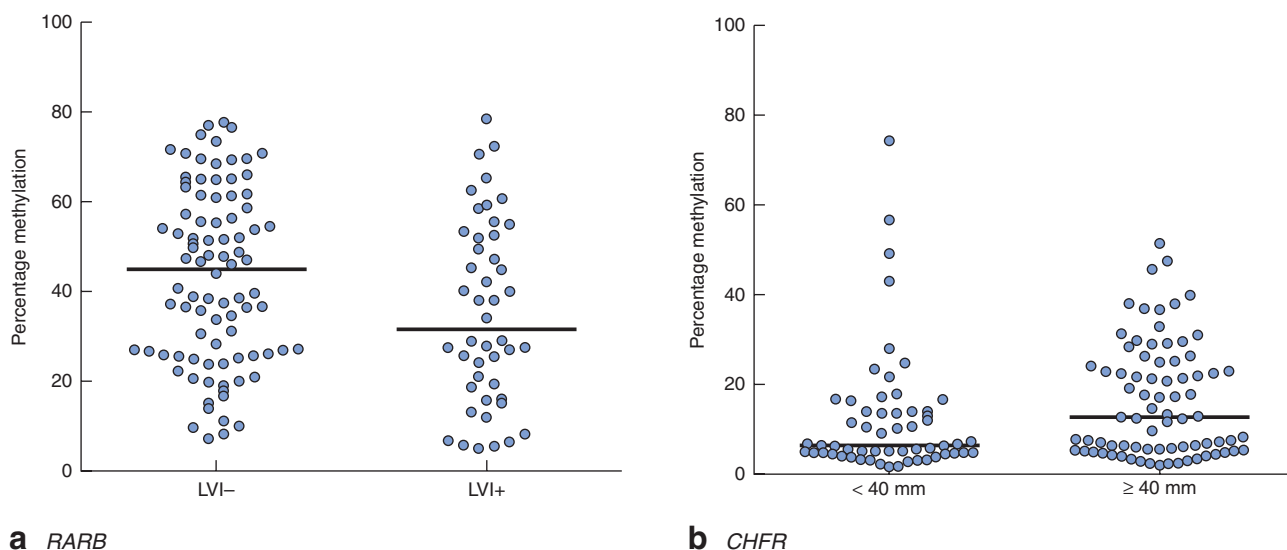 100
80
60
40
20
0
Percentage methylation
LVI–
LVI+
a RARB
100
80
60
40
20
0
Percentage methylation
< 40 mm
≥ 40 mm
b CHFR